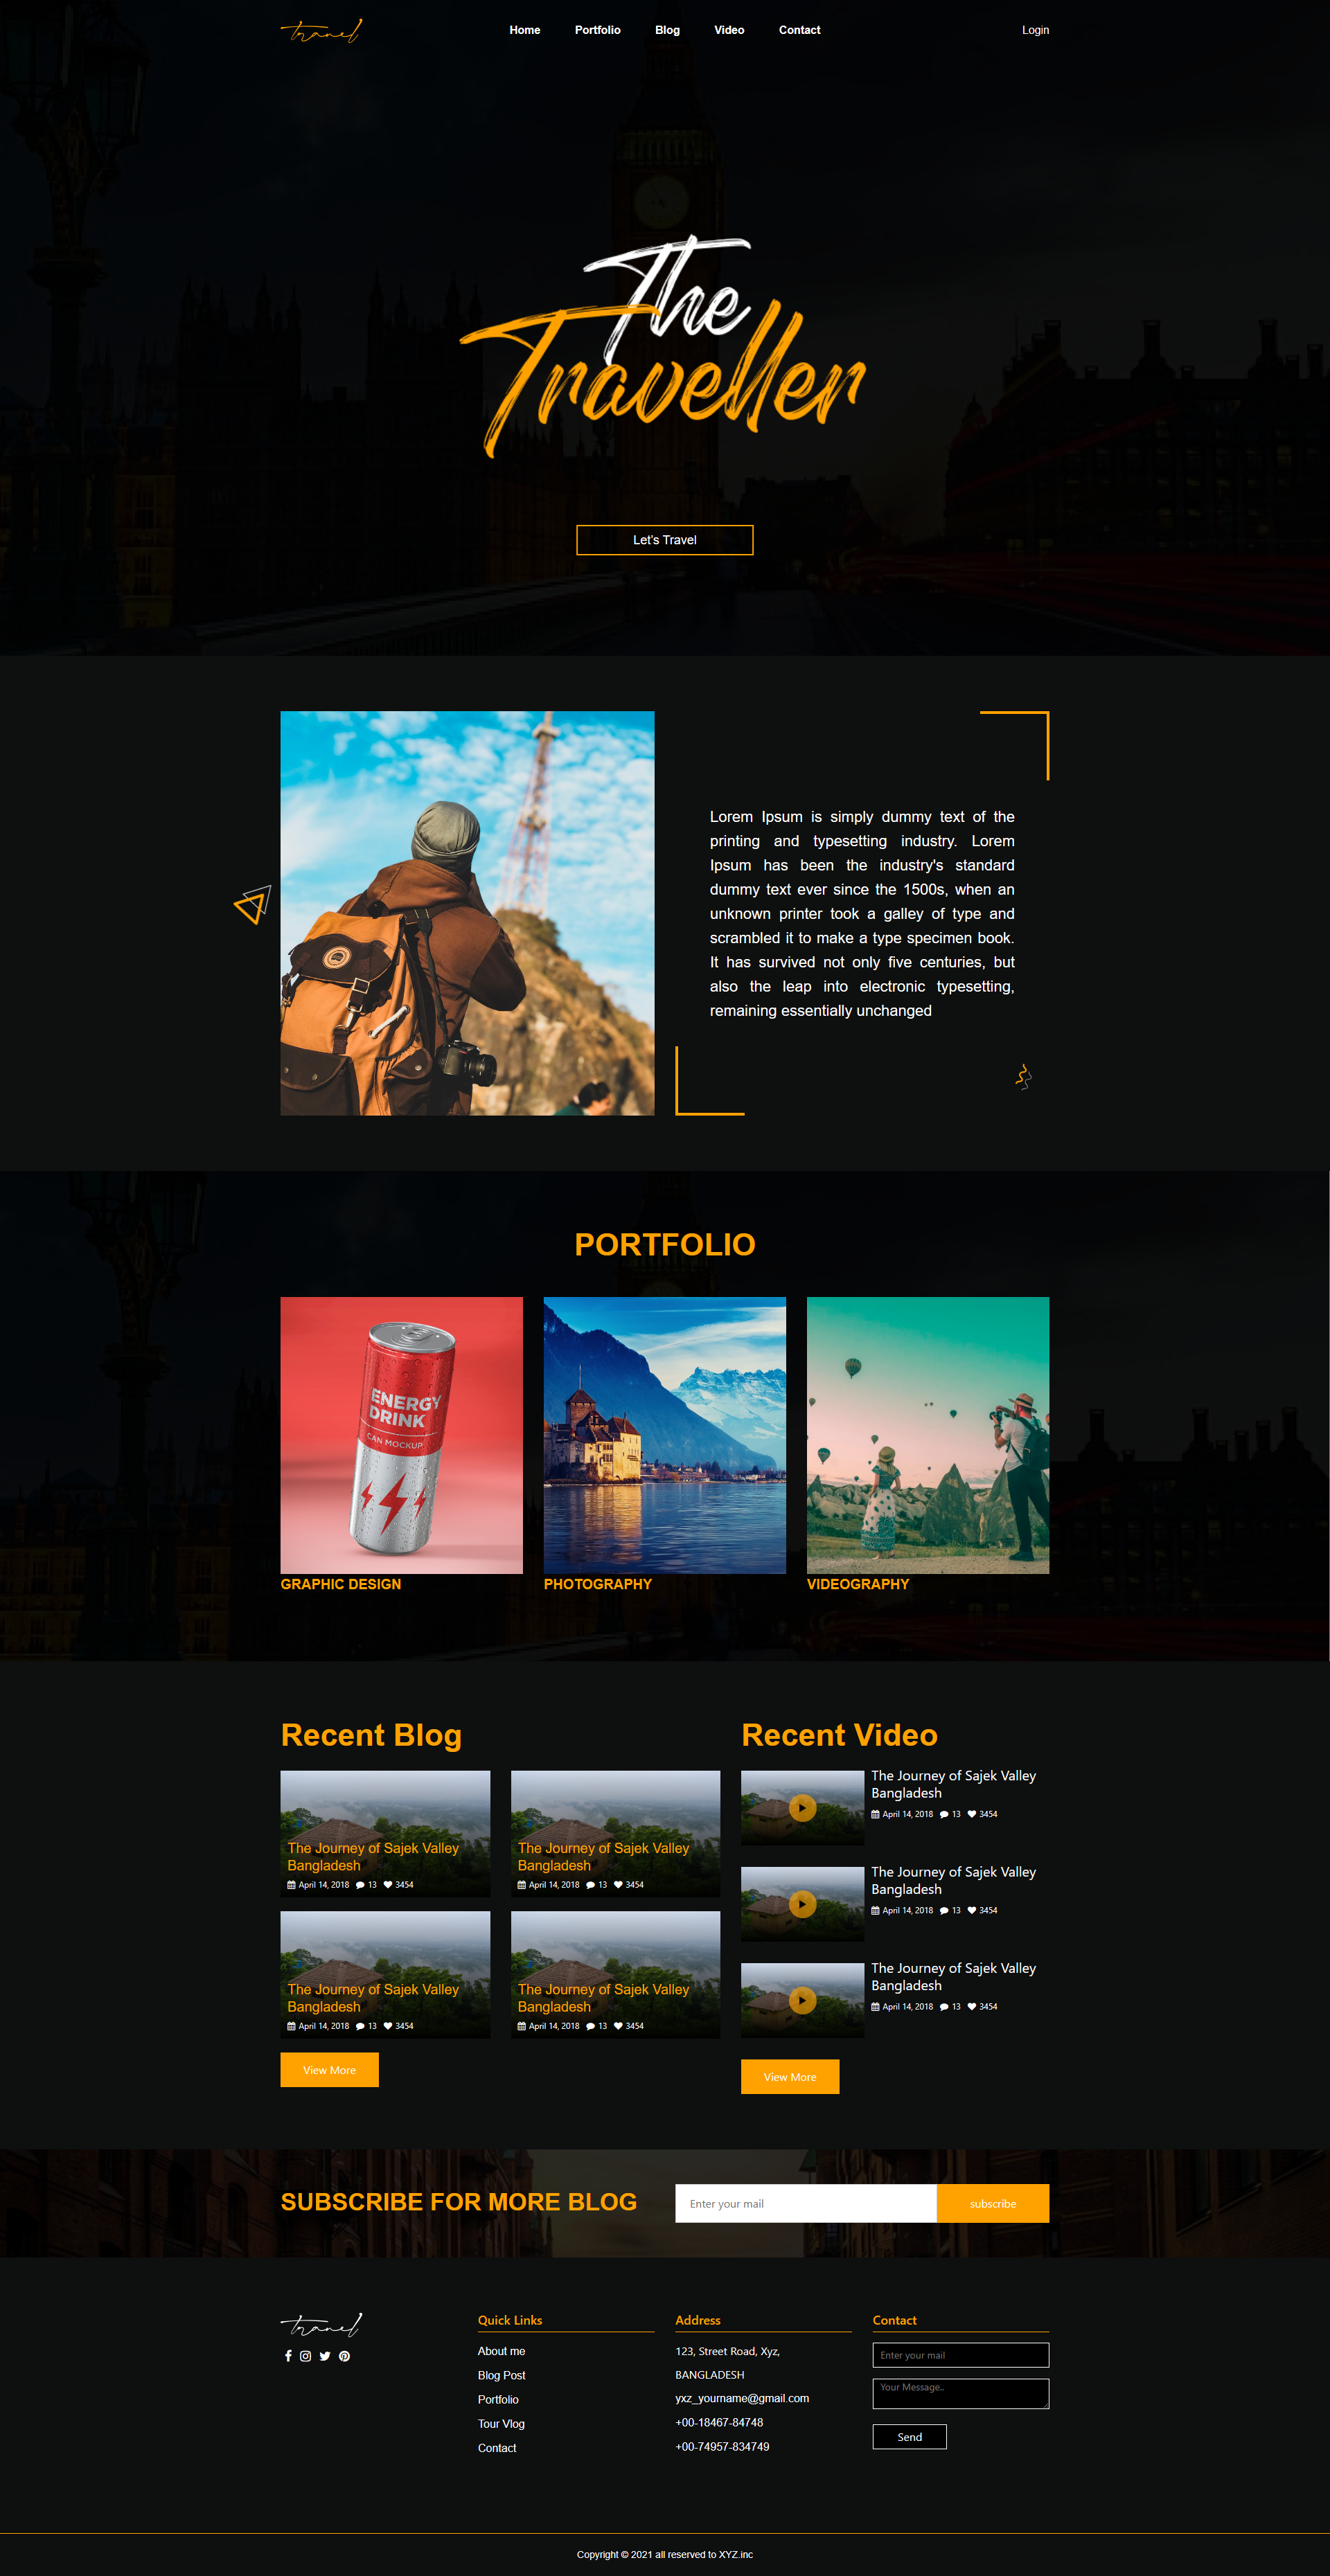 travel
Home
Portfolio
Blog
Video
Contact
Login
The
Traveller
Let's Travel
Lorem Ipsum is simply dummy text of the
printing and typesetting industry. Lorem
Ipsum has been the industry's standard
dummy text ever since the 1500s, when an
unknown printer took a galley of type and
scrambled it to make a type specimen book.
It has survived not only five centuries, but
also the leap into electronic typesetting,
remaining essentially unchanged
PORTFOLIO
ENERGY
DRINK
CAN MOCKUP
GRAPHIC DESIGN
PHOTOGRAPHY
VIDEOGRAPHY
Recent Blog
The Journey of Sajek Valley
Bangladesh
April 14, 2018 13 3454
The Journey of Sajek Valley
Bangladesh
April 14, 2018 13 3454
The Journey of Sajek Valley
Bangladesh
April 14, 2018 13 3454
The Journey of Sajek Valley
Bangladesh
April 14, 2018 13 3454
View More
Recent Video
The Journey of Sajek Valley
Bangladesh
April 14, 2018 13 3454
The Journey of Sajek Valley
Bangladesh
April 14, 2018 13 3454
The Journey of Sajek Valley
Bangladesh
April 14, 2018 13 3454
View More
SUBSCRIBE FOR MORE BLOG
Enter your mail
subscribe
travel
Quick Links
About me
Blog Post
Portfolio
Tour Vlog
Contact
Address
123, Street Road, Xyz,
BANGLADESH
yxz_yourname@gmail.com
+00-18467-84748
+00-74957-834749
Contact
Enter your mail
Your Message..
Send
Copyright © 2021 all reserved to XYZ.inc